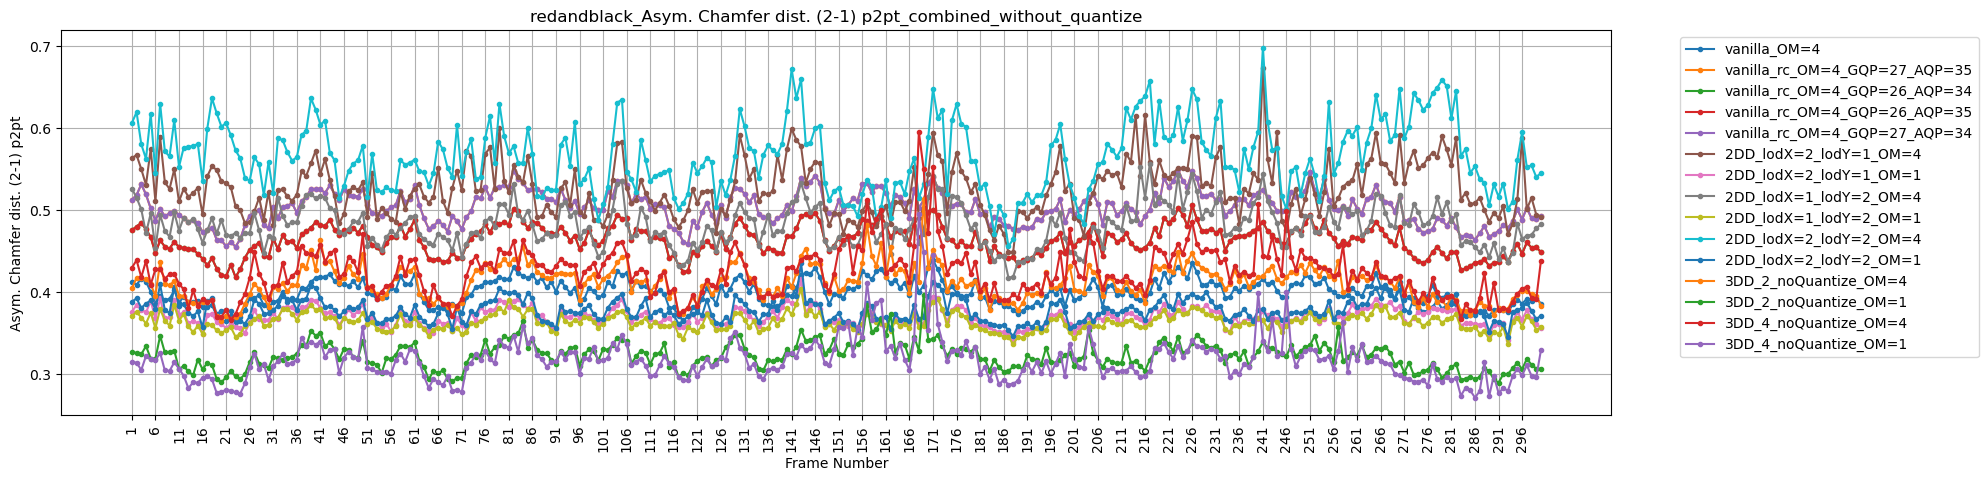 redandblack_Asym. Chamfer dist. (2-1) p2pt_combined_without_quantize
Asym. Chamfer dist. (2-1) p2pt
0.7
0.6
0.5
0.4
0.3
1 6 11 16 21 26 31 36 41 46 51 56 61 66 71 76 81 86 91 96 101 106 111 116 121 126 131 136 141 146 151 156 161 166 171 176 181 186 191 196 201 206 211 216 221 226 231 236 241 246 251 256 261 266 271 276 281 286 291 296
Frame Number
vanilla_OM=4
vanilla_rc_OM=4_GQP=27_AQP=35
vanilla_rc_OM=4_GQP=26_AQP=34
vanilla_rc_OM=4_GQP=26_AQP=35
vanilla_rc_OM=4_GQP=27_AQP=34
2DD_lodX=2_lodY=1_OM=4
2DD_lodX=2_lodY=1_OM=1
2DD_lodX=1_lodY=2_OM=4
2DD_lodX=1_lodY=2_OM=1
2DD_lodX=2_lodY=2_OM=4
2DD_lodX=2_lodY=2_OM=1
3DD_2_noQuantize_OM=4
3DD_2_noQuantize_OM=1
3DD_4_noQuantize_OM=4
3DD_4_noQuantize_OM=1